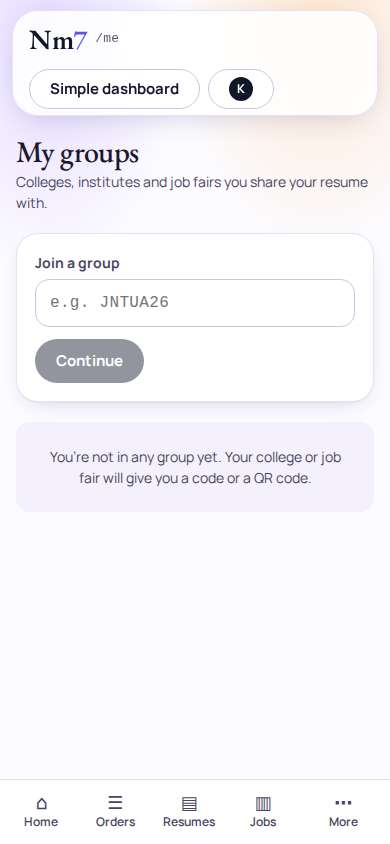 Nm7 /me
Simple dashboard
K
My groups
Colleges, institutes and job fairs you share your resume
with.
Join a group
e.g. JNTUA26
Continue
You're not in any group yet. Your college or job
fair will give you a code or a QR code.
Home
Orders
Resumes
Jobs
More